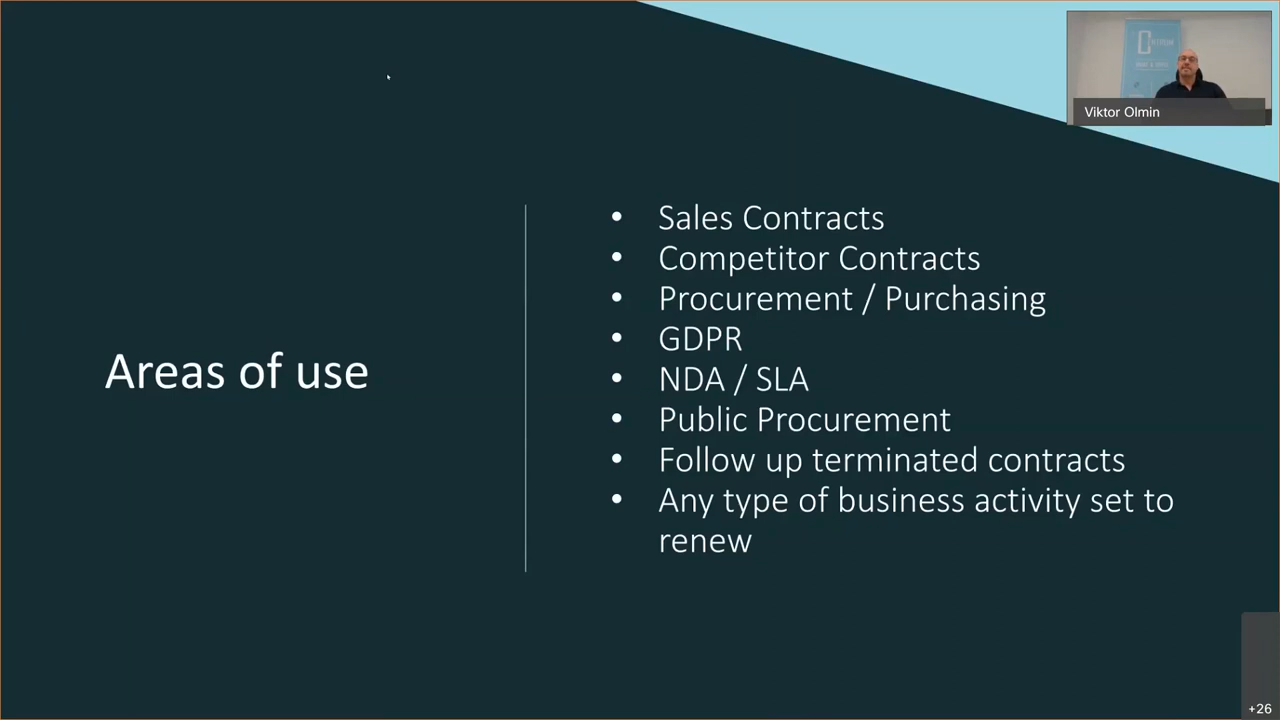 Viktor Olmin
Areas of use
• Sales Contracts
• Competitor Contracts
• Procurement / Purchasing
• GDPR
• NDA / SLA
• Public Procurement
• Follow up terminated contracts
• Any type of business activity set to
renew
+26